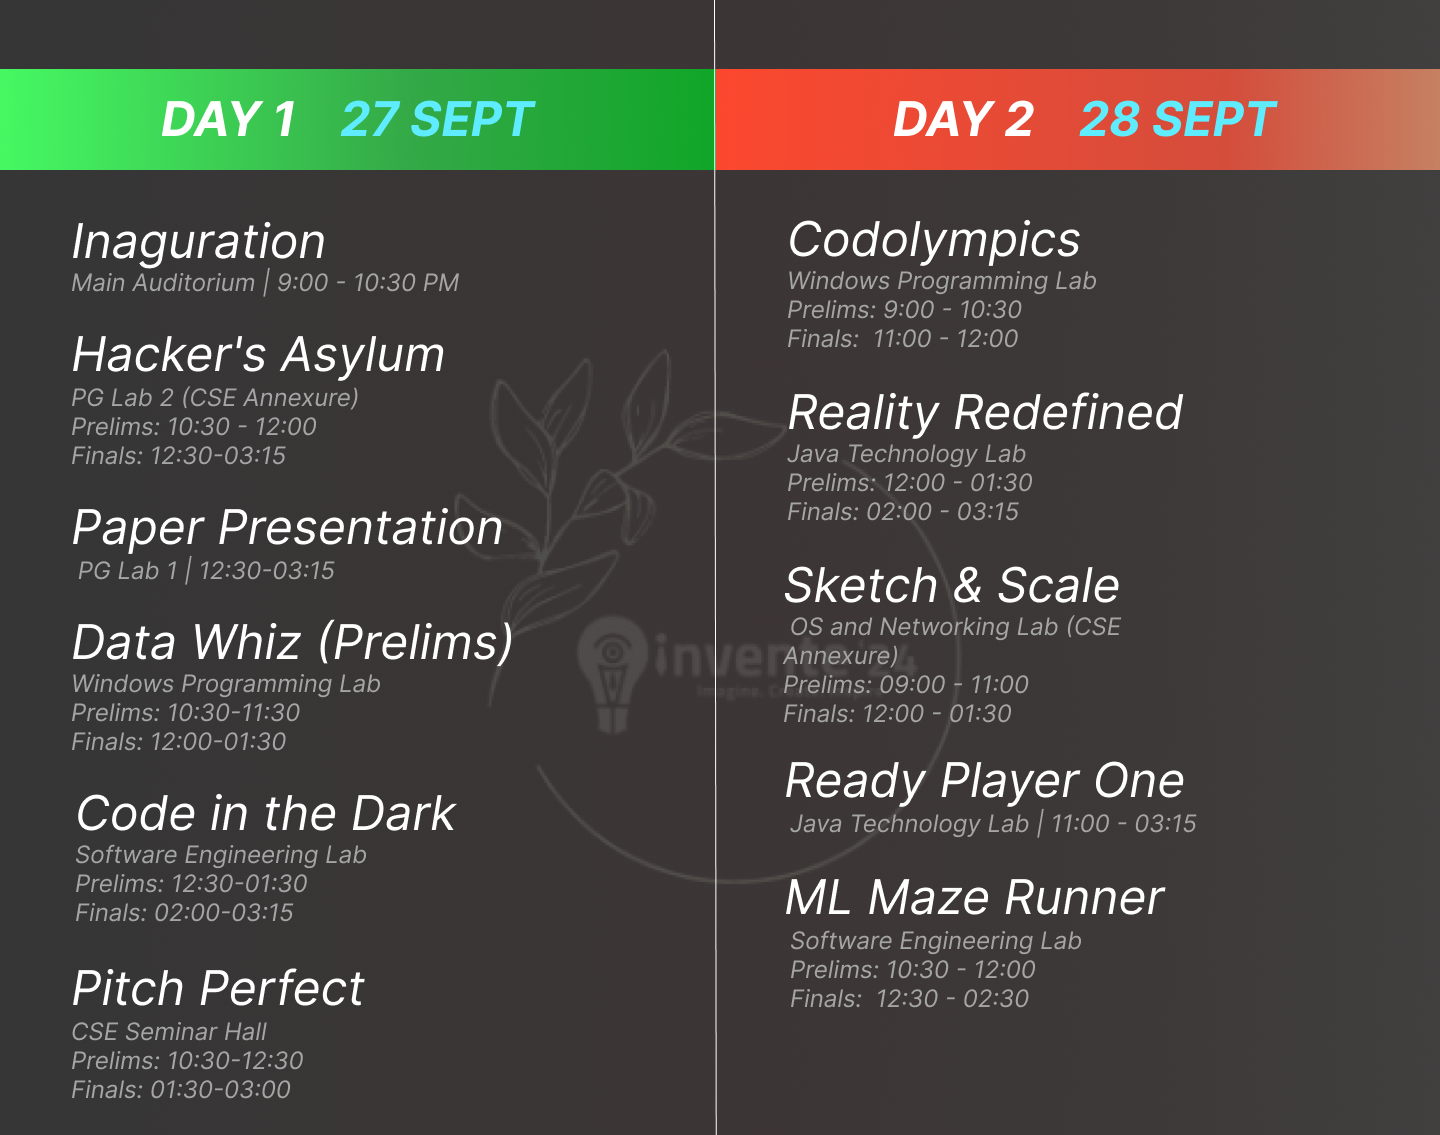 DAY 1 27 SEPT
Inaguration
Main Auditorium | 9:00 - 10:30 PM
Hacker's Asylum
PG Lab 2 (CSE Annexure)
Prelims: 10:30 - 12:00
Finals: 12:30-03:15
Paper Presentation
PG Lab 1 | 12:30-03:15
Data Whiz (Prelims)
Windows Programming Lab
Prelims: 10:30-11:30
Finals: 12:00-01:30
Code in the Dark
Software Engineering Lab
Prelims: 12:30-01:30
Finals: 02:00-03:15
Pitch Perfect
CSE Seminar Hall
Prelims: 10:30-12:30
Finals: 01:30-03:00
DAY 2 28 SEPT
Codolympics
Windows Programming Lab
Prelims: 9:00 - 10:30
Finals: 11:00 - 12:00
Reality Redefined
Java Technology Lab
Prelims: 12:00 - 01:30
Finals: 02:00 - 03:15
Sketch & Scale
OS and Networking Lab (CSE
Annexure)
Prelims: 09:00 - 11:00
Finals: 12:00 - 01:30
Ready Player One
Java Technology Lab | 11:00 - 03:15
ML Maze Runner
Software Engineering Lab
Prelims: 10:30 - 12:00
Finals: 12:30 - 02:30
invente'24
Imagine.